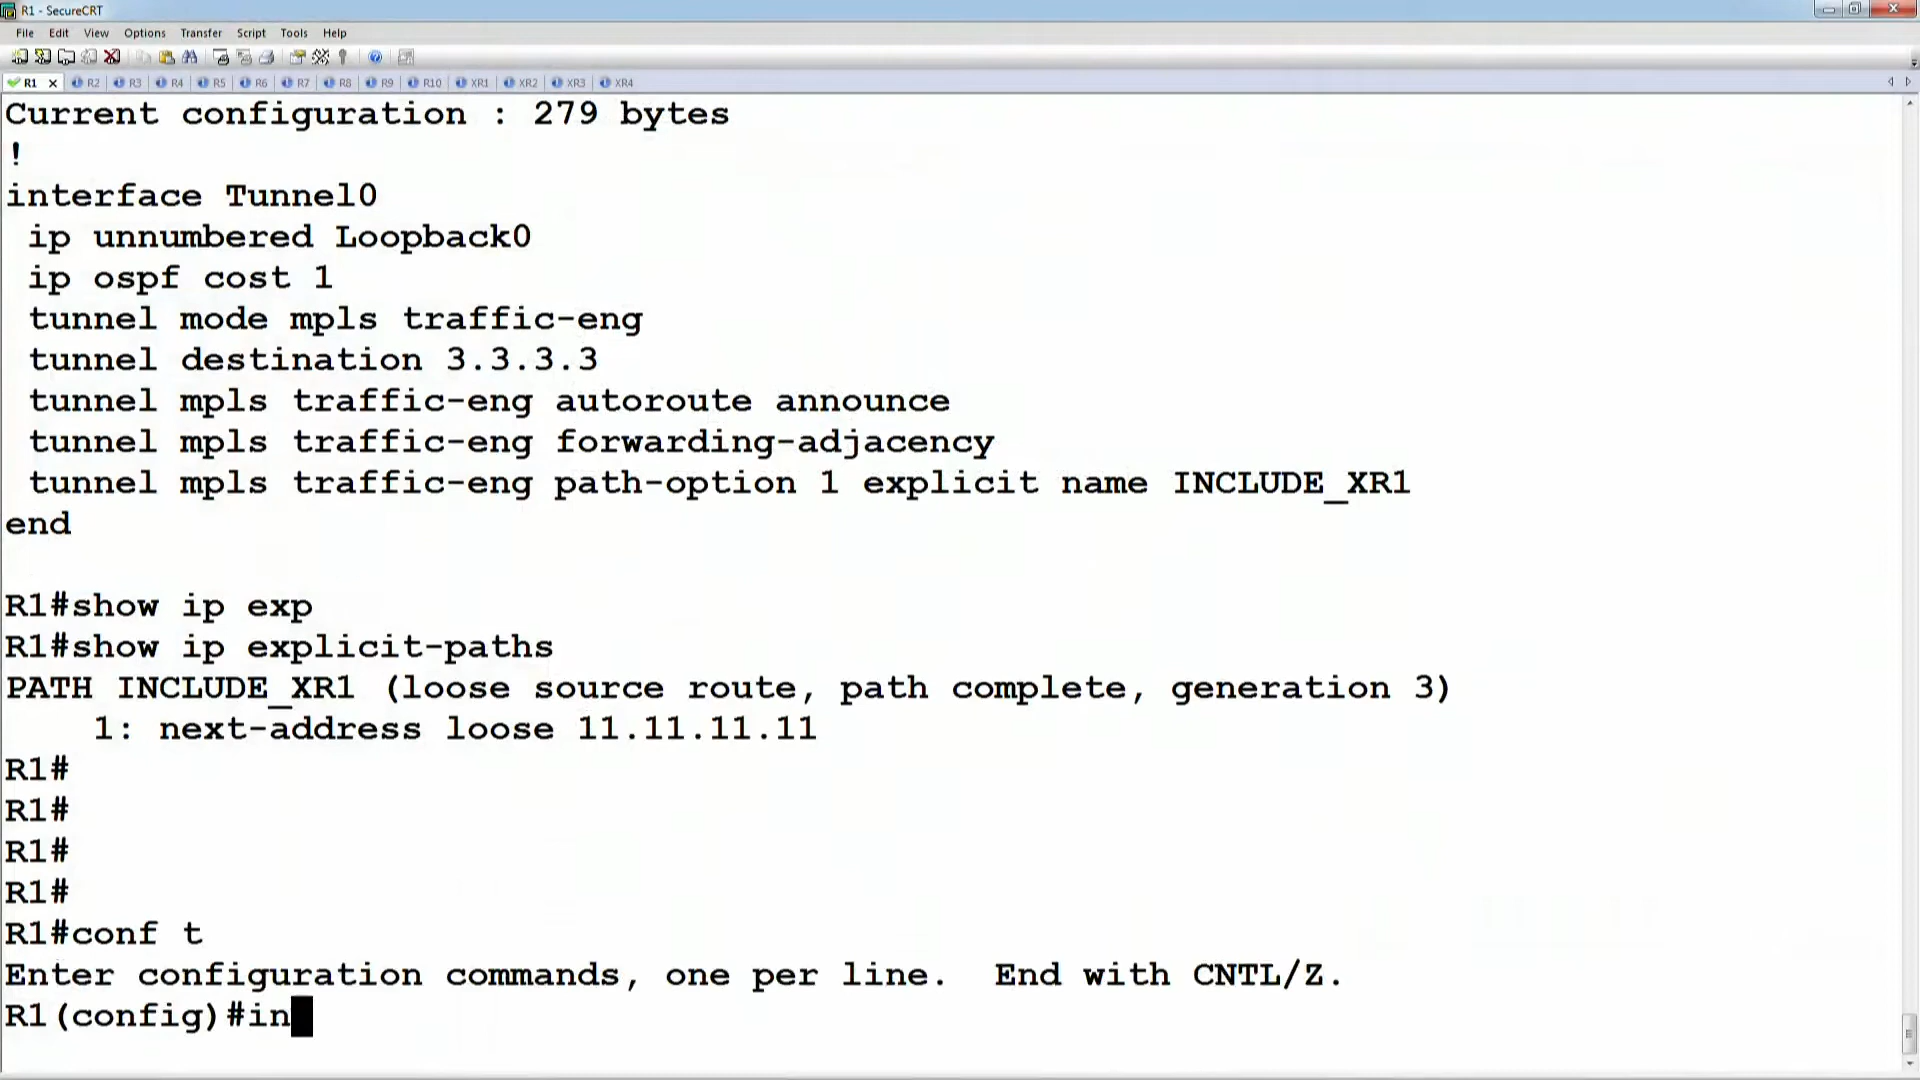 R1 - SecureCRT
File Edit View Options Transfer Script Tools Help
R1 R2 R3 R4 R5 R6 R7 R8 R9 R10 XR1 XR2 XR3 XR4
Current configuration : 279 bytes
!
interface Tunnel0
ip unnumbered Loopback0
ip ospf cost 1
tunnel mode mpls traffic-eng
tunnel destination 3.3.3.3
tunnel mpls traffic-eng autoroute announce
tunnel mpls traffic-eng forwarding-adjacency
tunnel mpls traffic-eng path-option 1 explicit name INCLUDE_XR1
end
R1#show ip exp
R1#show ip explicit-paths
PATH INCLUDE_XR1 (loose source route, path complete, generation 3)
1: next-address loose 11.11.11.11
R1#
R1#
R1#
R1#
R1#conf t
Enter configuration commands, one per line.  End with CNTL/Z.
R1(config)#in